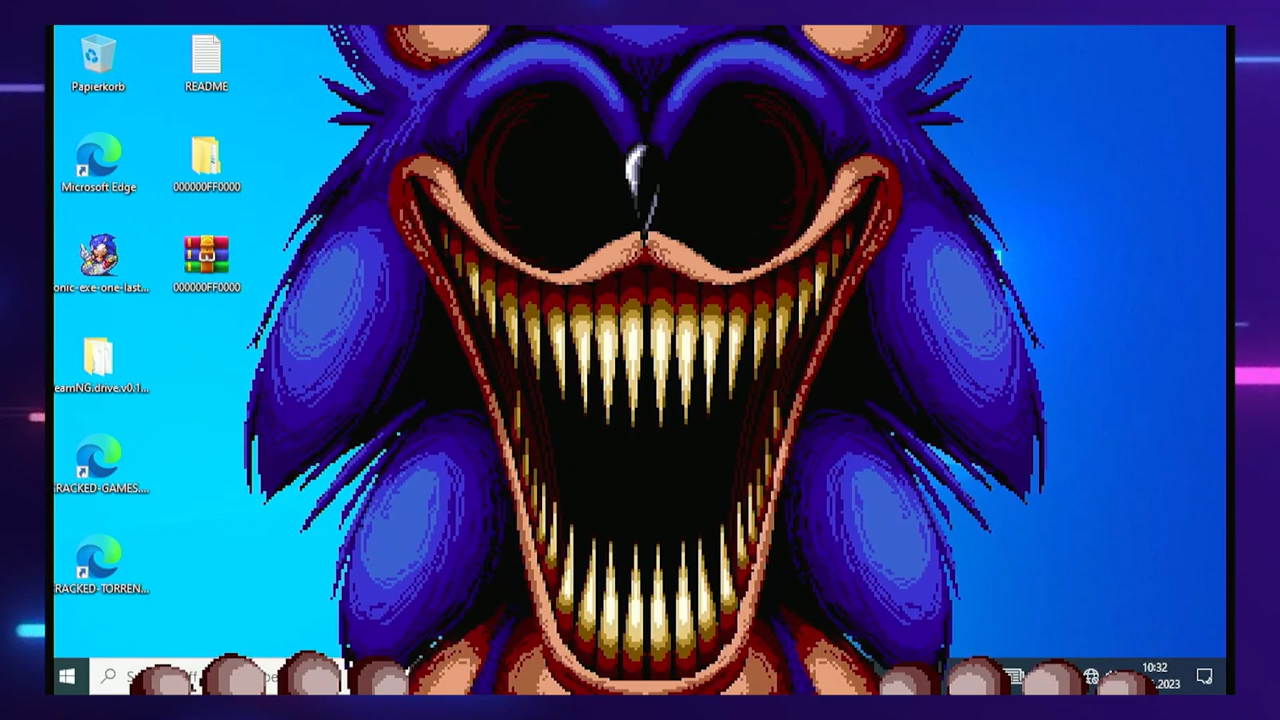 Papierkorb
README
Microsoft Edge
000000FF0000
onic-exe-one-last...
000000FF0000
eamNG.drive.v0.1...
RACKED-GAMES....
RACKED-TORREN...
10:32
.2023